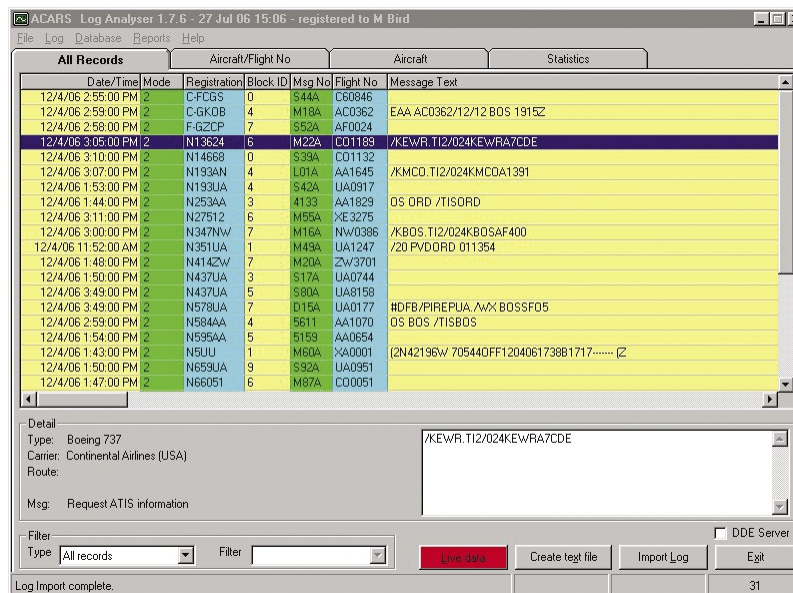 ACARS Log Analyser 1.7.6 - 27 Jul 06 15:06 - registered to M Bird
File Log Database Reports Help
All Records Aircraft/Flight No Aircraft Statistics
Date/Time Mode Registration Block ID Msg No Flight No Message Text
12/4/06 2:55:00 PM 2 C-FCGS 0 S44A C60846
12/4/06 2:59:00 PM 2 C-GKOB 4 M18A AC0362 EAA AC0362/12/12 BOS 1915Z
12/4/06 2:58:00 PM 2 F-GZCP 7 S52A AF0024
12/4/06 3:05:00 PM 2 N13624 6 M22A CO1189 /KEWR.TI2/024KEWRA7CDE
12/4/06 3:10:00 PM 2 N14668 0 S39A CO1132
12/4/06 3:07:00 PM 2 N193AN 4 L01A AA1645 /KMCO.TI2/024KMCOA1391
12/4/06 1:53:00 PM 2 N193UA 4 S42A UA0917
12/4/06 1:44:00 PM 2 N253AA 3 4133 AA1829 OS ORD /TISORD
12/4/06 3:11:00 PM 2 N27512 6 M55A XE3275
12/4/06 3:00:00 PM 2 N347NW 7 M16A NW0386 /KBOS.TI2/024KBOSAF400
12/4/06 11:52:00 AM 2 N351UA 1 M49A UA1247 /20 PVDORD 011354
12/4/06 1:48:00 PM 2 N414ZW 7 M20A ZW3701
12/4/06 1:50:00 PM 2 N437UA 3 S17A UA0744
12/4/06 3:49:00 PM 2 N437UA 5 S80A UA8158
12/4/06 3:49:00 PM 2 N578UA 7 D15A UA0177 #DFB/PIREPUA./WX BOSSFO5
12/4/06 2:59:00 PM 2 N584AA 4 5611 AA1070 OS BOS /TISBOS
12/4/06 1:54:00 PM 2 N595AA 5 5159 AA0654
12/4/06 1:43:00 PM 2 N5UU 1 M60A XA0001 (2N42196W 70544OFF1204061738B1717------- (Z
12/4/06 1:50:00 PM 2 N659UA 9 S92A UA0951
12/4/06 1:47:00 PM 2 N66051 6 M87A CO0051
Detail
Type: Boeing 737
Carrier: Continental Airlines (USA)
Route:
Msg: Request ATIS information
/KEWR.TI2/024KEWRA7CDE
Filter
Type All records Filter
DDE Server
Live data Create text file Import Log Exit
Log Import complete. 31